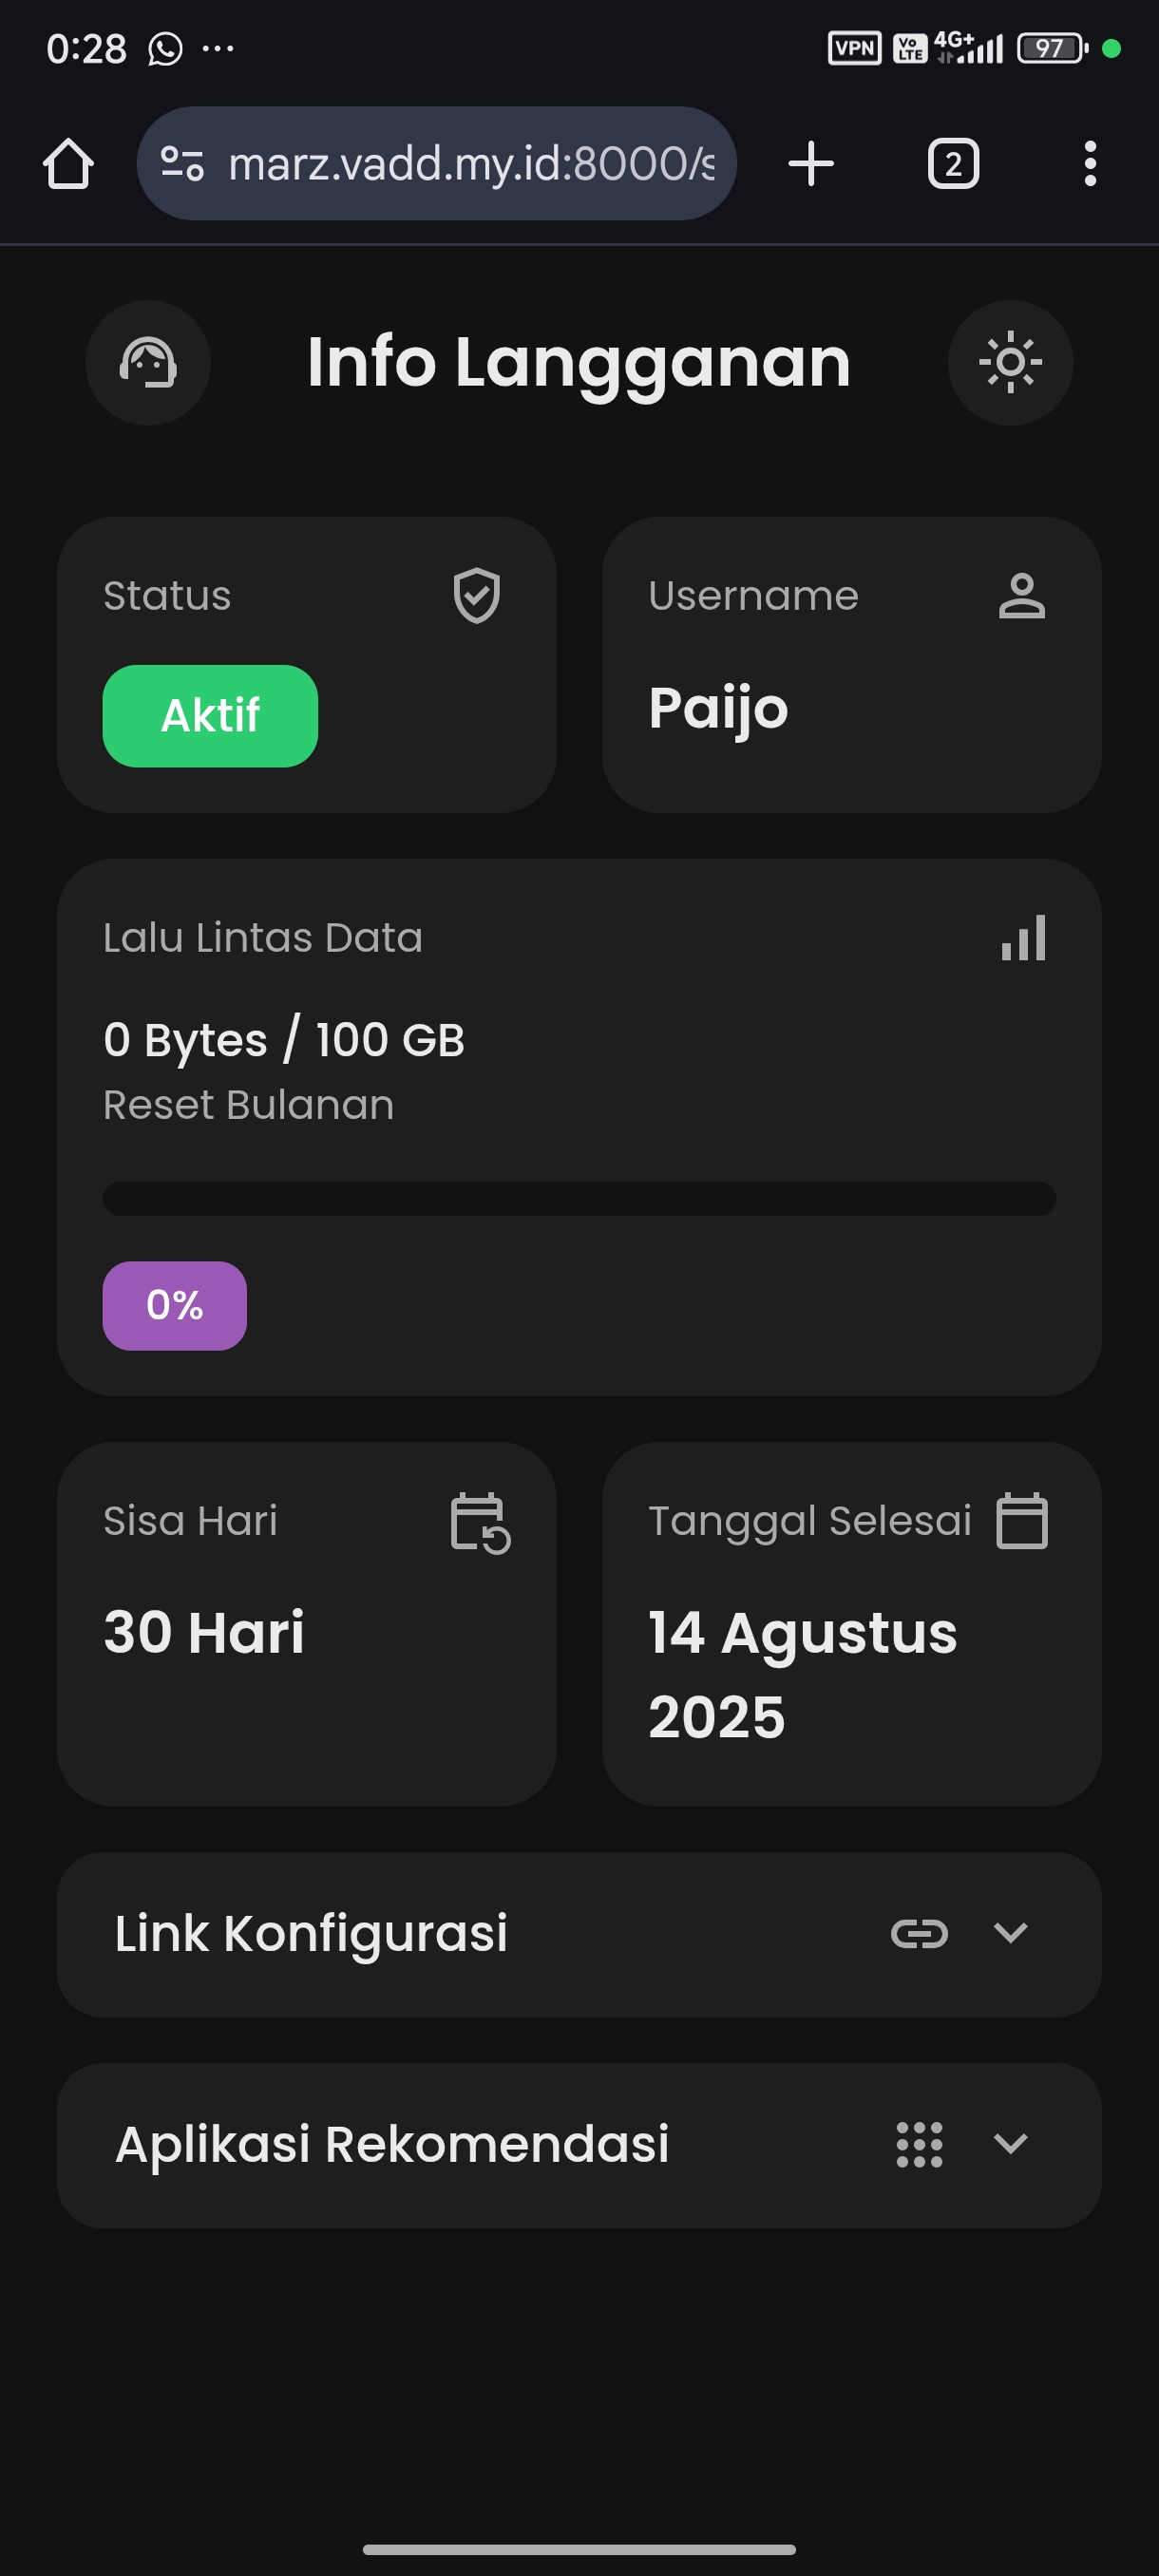 0:28 ... VPN Vo LTE 4G+ 97
marz.vadd.my.id:8000/s 2
Info Langganan
Status
Aktif
Username
Paijo
Lalu Lintas Data
0 Bytes / 100 GB
Reset Bulanan
0%
Sisa Hari
30 Hari
Tanggal Selesai
14 Agustus
2025
Link Konfigurasi
Aplikasi Rekomendasi